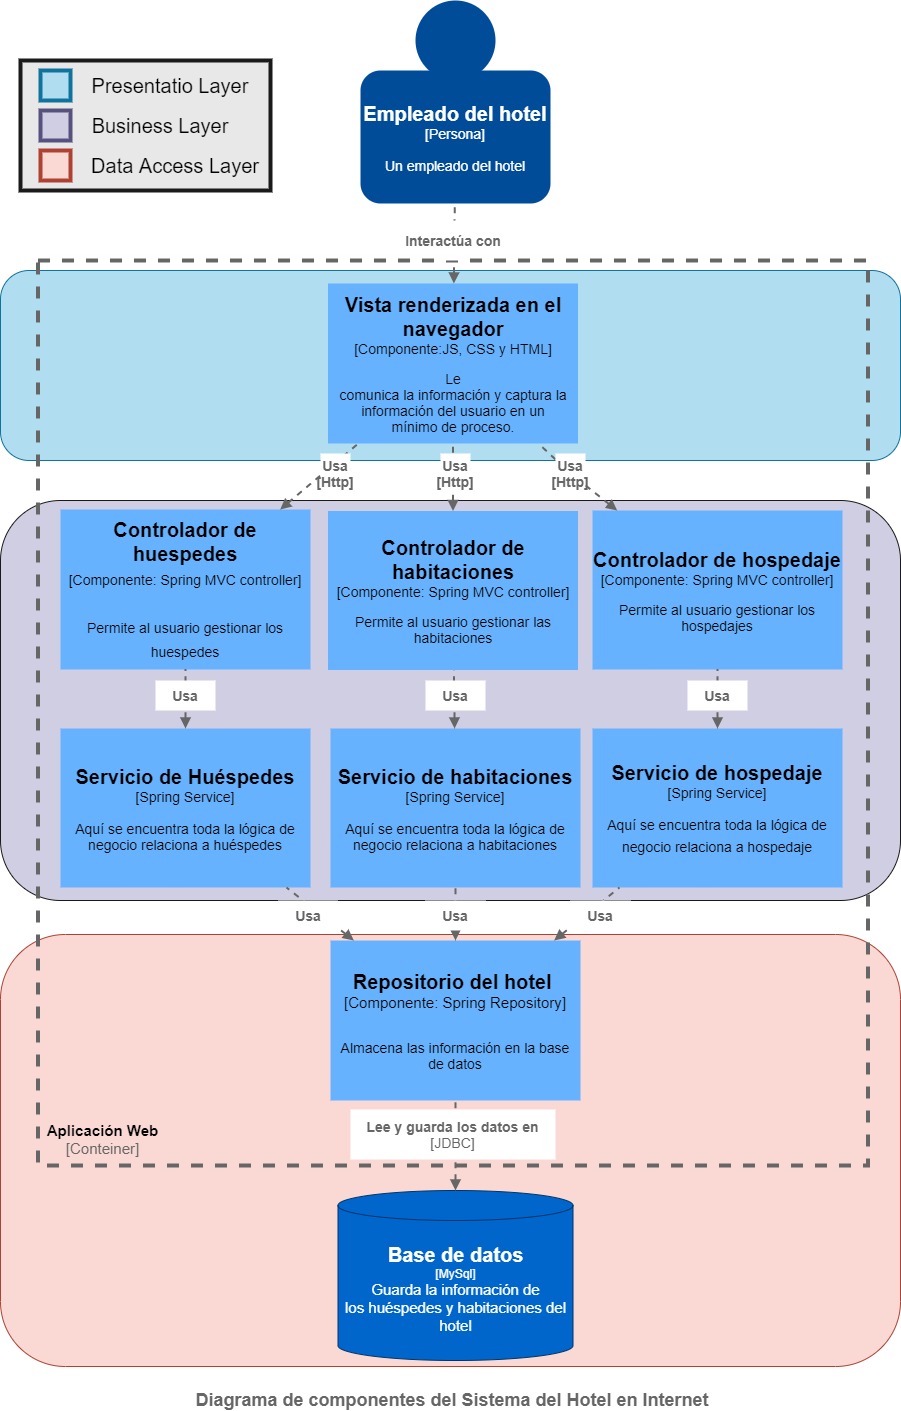 Presentatio Layer
Business Layer
Data Access Layer
Empleado del hotel
[Persona]
Un empleado del hotel
Interactúa con
Vista renderizada en el
navegador
[Componente:JS, CSS y HTML]
Le
comunica la información y captura la
información del usuario en un
mínimo de proceso.
Usa
[Http]
Usa
[Http]
Usa
[Http]
Controlador de
huespedes
[Componente: Spring MVC controller]
Permite al usuario gestionar los
huespedes
Controlador de
habitaciones
[Componente: Spring MVC controller]
Permite al usuario gestionar las
habitaciones
Controlador de hospedaje
[Componente: Spring MVC controller]
Permite al usuario gestionar los
hospedajes
Usa
Usa
Usa
Servicio de Huéspedes
[Spring Service]
Aquí se encuentra toda la lógica de
negocio relaciona a huéspedes
Servicio de habitaciones
[Spring Service]
Aquí se encuentra toda la lógica de
negocio relaciona a habitaciones
Servicio de hospedaje
[Spring Service]
Aquí se encuentra toda la lógica de
negocio relaciona a hospedaje
Usa
Usa
Usa
Repositorio del hotel
[Componente: Spring Repository]
Almacena las información en la base
de datos
Aplicación Web
[Conteiner]
Lee y guarda los datos en
[JDBC]
Base de datos
[MySql]
Guarda la información de
los huéspedes y habitaciones del
hotel
Diagrama de componentes del Sistema del Hotel en Internet